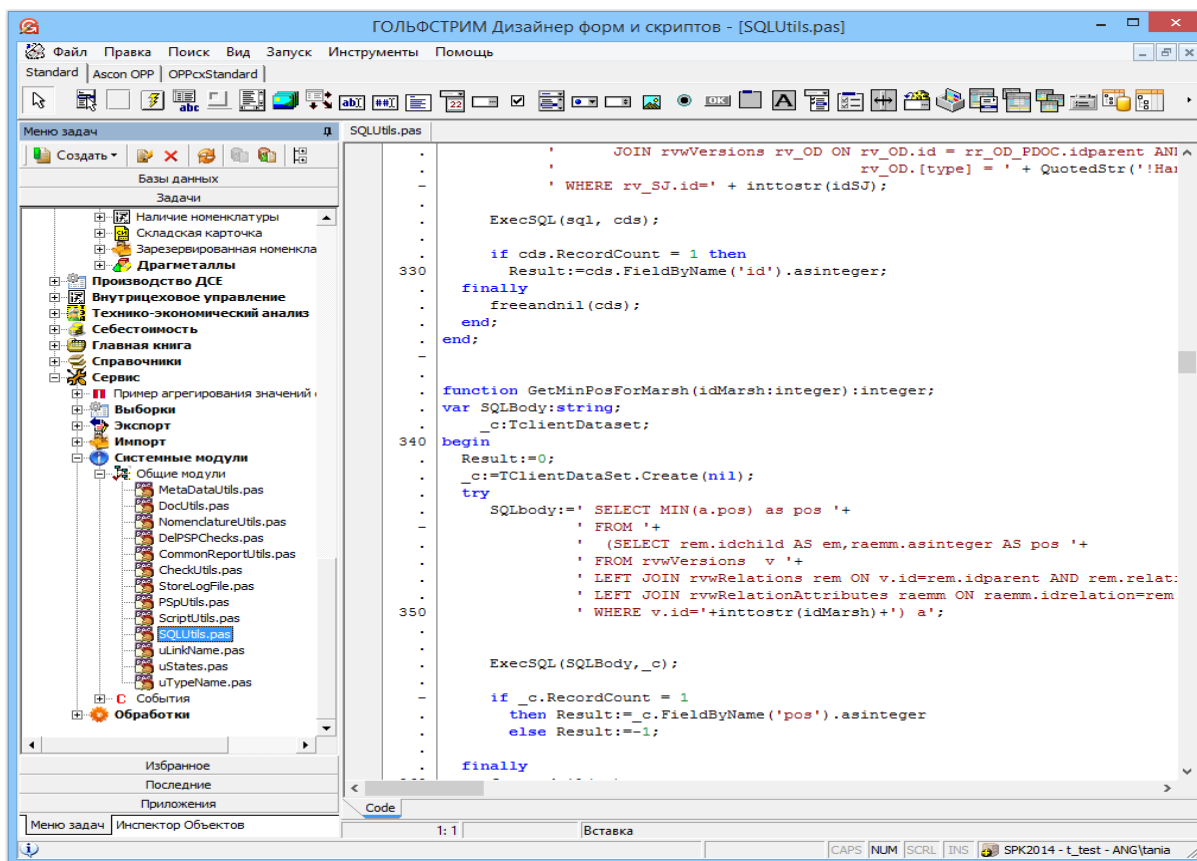 ГОЛЬФСТРИМ Дизайнер форм и скриптов - [SQLUtils.pas]
Файл Правка Поиск Вид Запуск Инструменты Помощь
Standard Ascon OPP OPPcxStandard
Меню задач
Создать
Базы данных
Задачи
Наличие номенклатуры
Складская карточка
Зарезервированная номенкла
Драгметаллы
Производство ДСЕ
Внутрицеховое управление
Технико-экономический анализ
Себестоимость
Главная книга
Справочники
Сервис
Пример агрегирования значений
Выборки
Экспорт
Импорт
Системные модули
Общие модули
MetaDataUtils.pas
DocUtils.pas
NomenclatureUtils.pas
DelPSPChecks.pas
CommonReportUtils.pas
CheckUtils.pas
StoreLogFile.pas
PSpUtils.pas
ScriptUtils.pas
SQLUtils.pas
uLinkName.pas
uStates.pas
uTypeName.pas
События
Обработки
Избранное
Последние
Приложения
Меню задач Инспектор Объектов
SQLUtils.pas
' JOIN rvwVersions rv_OD ON rv_OD.id = rr_OD_PDOC.idparent AND
' rv_OD.[type] = ' + QuotedStr('!Har
' WHERE rv_SJ.id=' + inttostr(idSJ);
ExecSQL(sql, cds);
if cds.RecordCount = 1 then
330 Result:=cds.FieldByName('id').asinteger;
finally
freeandnil(cds);
end;
end;
function GetMinPosForMarsh(idMarsh:integer):integer;
var SQLBody:string;
_c:TclientDataset;
340 begin
Result:=0;
_c:=TClientDataSet.Create(nil);
try
SQLbody:=' SELECT MIN(a.pos) as pos '+
' FROM '+
' (SELECT rem.idchild AS em,raemm.asinteger AS pos '+
' FROM rvwVersions v '+
' LEFT JOIN rvwRelations rem ON v.id=rem.idparent AND rem.relat
' LEFT JOIN rvwRelationAttributes raemm ON raemm.idrelation=rem
350 ' WHERE v.id='+inttostr(idMarsh)+') a';
ExecSQL(SQLBody,_c);
if _c.RecordCount = 1
then Result:=_c.FieldByName('pos').asinteger
else Result:=-1;
finally
Code
1: 1 Вставка
CAPS NUM SCRL INS SPK2014 - t_test - ANG\tania